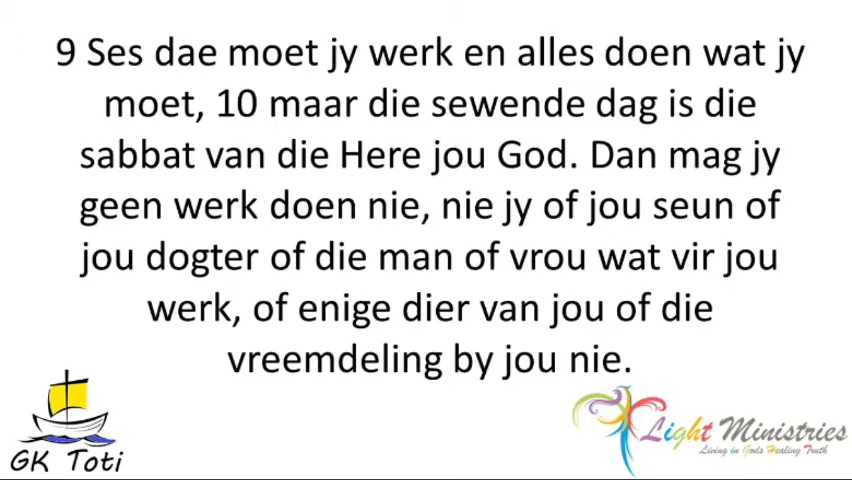 9 Ses dae moet jy werk en alles doen wat jy
moet, 10 maar die sewende dag is die
sabbat van die Here jou God. Dan mag jy
geen werk doen nie, nie jy of jou seun of
jou dogter of die man of vrou wat vir jou
werk, of enige dier van jou of die
vreemdeling by jou nie.
GK Toti
Light Ministries
Living in Gods Healing Truth